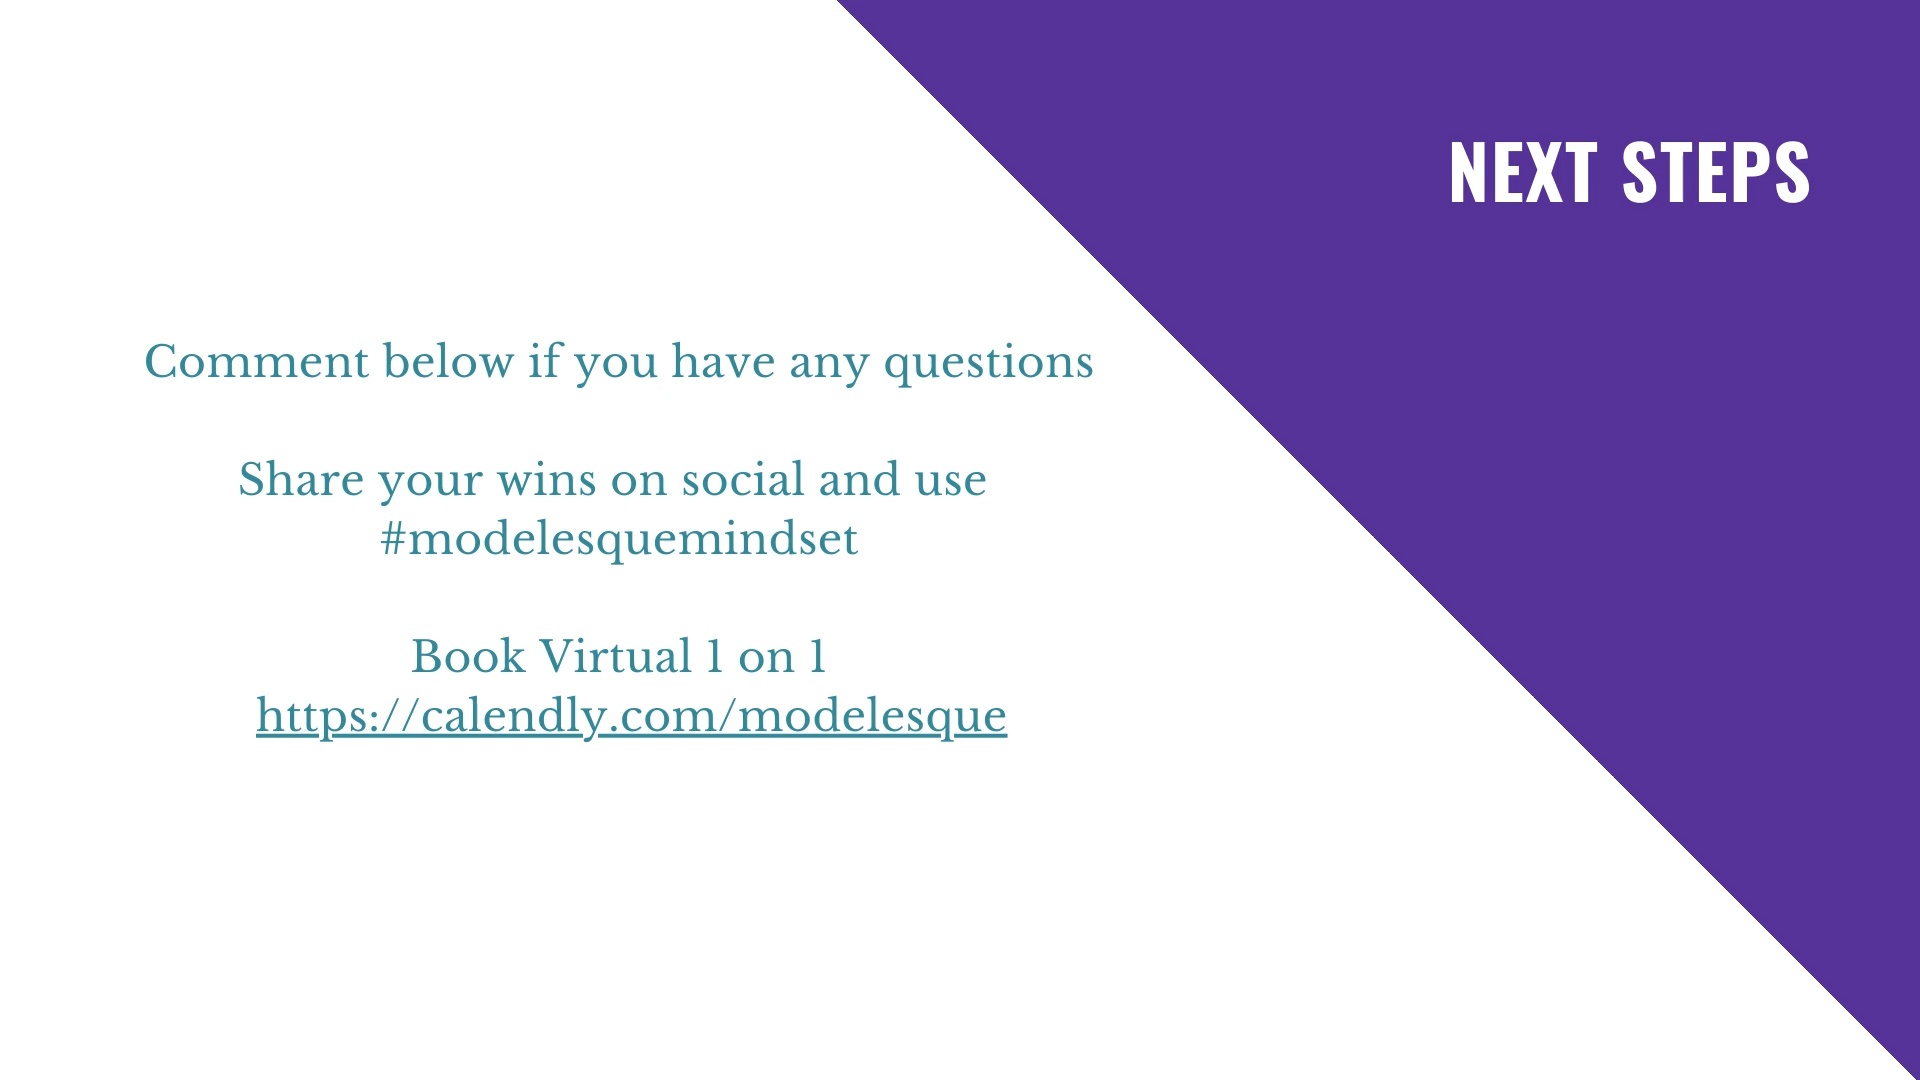 NEXT STEPS
Comment below if you have any questions
Share your wins on social and use
#modelesquemindset
Book Virtual 1 on 1
https://calendly.com/modelesque